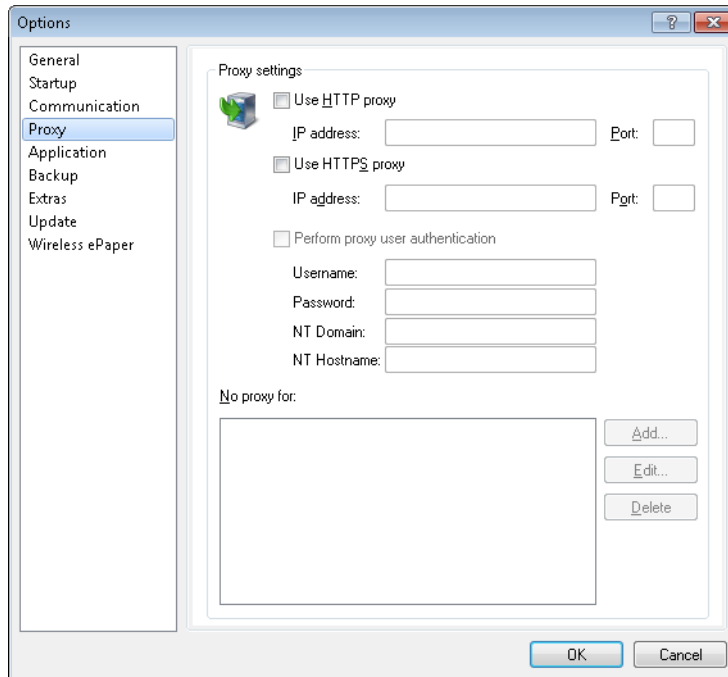 Options
General
Startup
Communication
Proxy
Application
Backup
Extras
Update
Wireless ePaper
Proxy settings
Use HTTP proxy
IP address: Port:
Use HTTPS proxy
IP address: Port:
Perform proxy user authentication
Username:
Password:
NT Domain:
NT Hostname:
No proxy for:
Add...
Edit...
Delete
OK Cancel